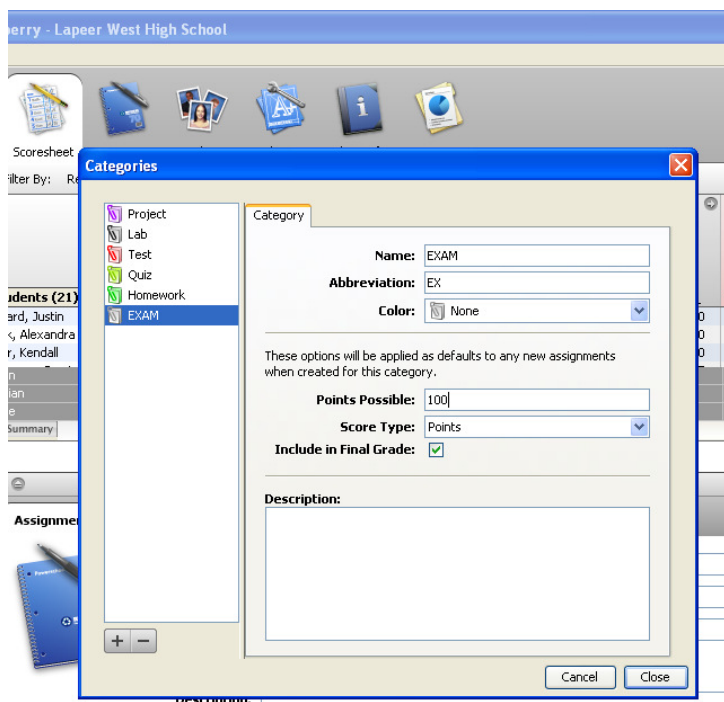 erry - Lapeer West High School
Scoresheet
ilter By: Re
Categories
Project
Lab
Test
Quiz
Homework
EXAM
Category
Name: EXAM
Abbreviation: EX
Color: None
These options will be applied as defaults to any new assignments
when created for this category.
Points Possible: 100
Score Type: Points
Include in Final Grade:
Description:
+ −
Cancel Close
udents (21)
ard, Justin
k, Alexandra
r, Kendall
n
ian
e
Summary
Assignme